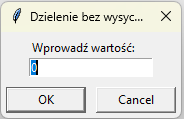 Dzielenie bez wysyc...
Wprowadź wartość:
0
OK
Cancel